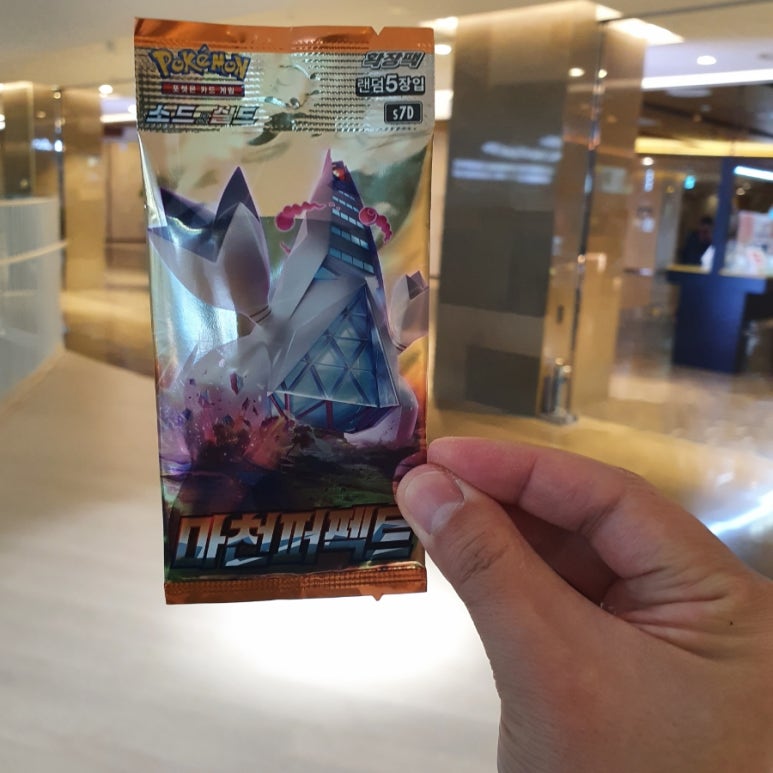 POKéMON
포켓몬 카드 게임
소드&실드
확장팩
랜덤5장입
s7D
마천퍼펙트